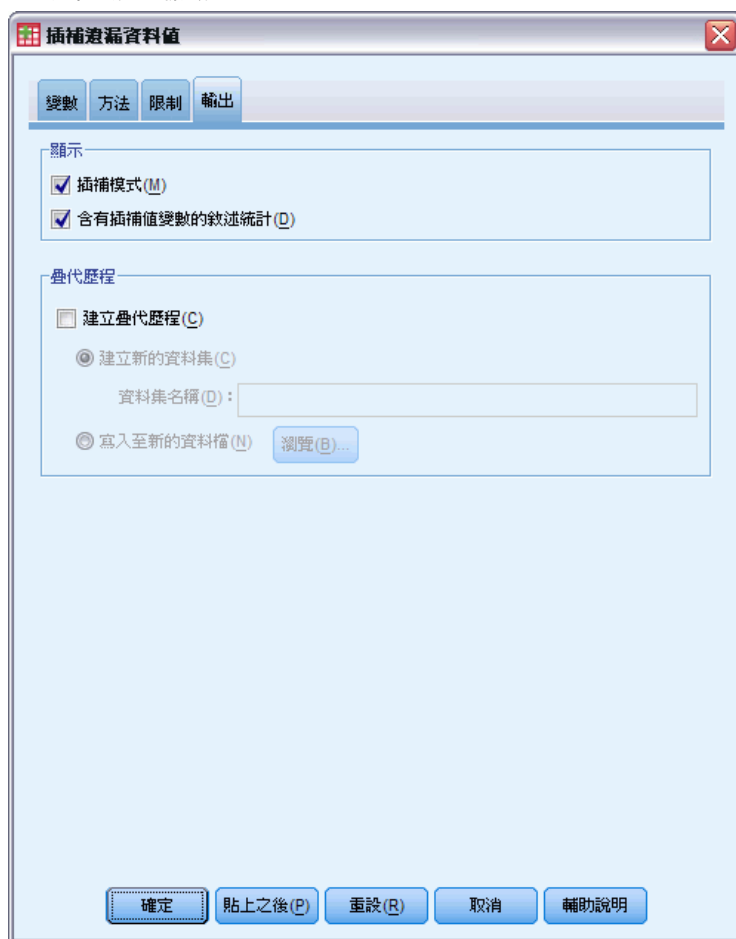 插補遺漏資料值
變數 方法 限制 輸出
顯示
插補模式(M)
含有插補值變數的敘述統計(D)
疊代歷程
建立疊代歷程(C)
建立新的資料集(C)
資料集名稱(D)：
寫入至新的資料檔(N) 瀏覽(B)...
確定 貼上之後(P) 重設(R) 取消 輔助說明